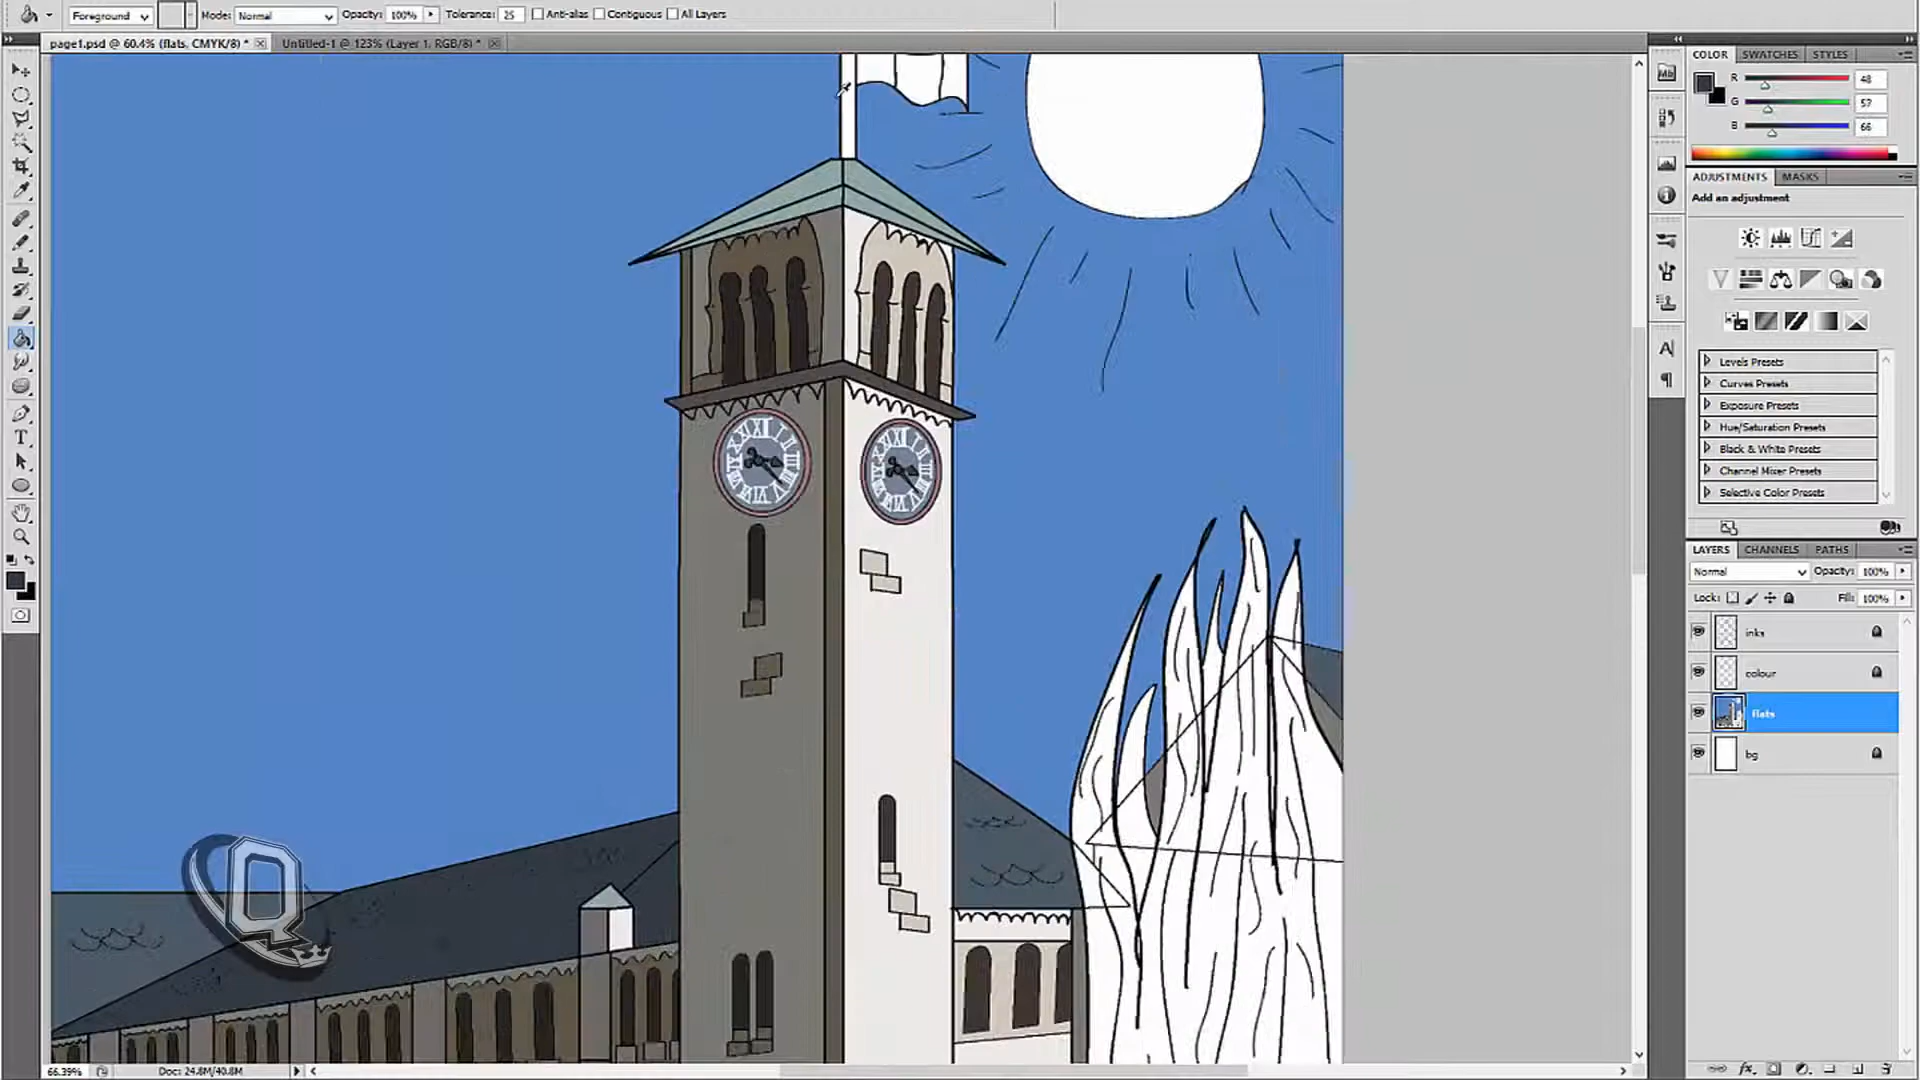 Foreground Mode: Normal Opacity: 100% Tolerance: 25 Anti-alias Contiguous All Layers
page1.psd @ 60.4% (flats, CMYK/8) * Untitled-1 @ 123% (Layer 1, RGB/8) *
COLOR SWATCHES STYLES
R 48
G 57
B 66
ADJUSTMENTS MASKS
Add an adjustment
Levels Presets
Curves Presets
Exposure Presets
Hue/Saturation Presets
Black & White Presets
Channel Mixer Presets
Selective Color Presets
LAYERS CHANNELS PATHS
Normal Opacity: 100%
Lock: Fill: 100%
inks
colour
flats
bg
Q
66.39% Doc: 24.8M/40.8M